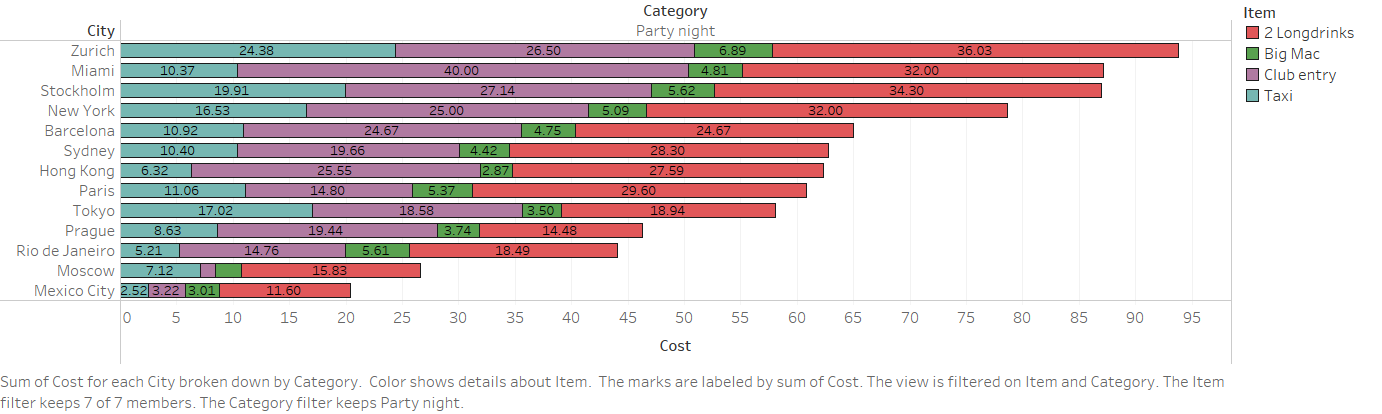 Category
City
Party night
Zurich 24.38 26.50 6.89 36.03
Miami 10.37 40.00 4.81 32.00
Stockholm 19.91 27.14 5.62 34.30
New York 16.53 25.00 5.09 32.00
Barcelona 10.92 24.67 4.75 24.67
Sydney 10.40 19.66 4.42 28.30
Hong Kong 6.32 25.55 2.87 27.59
Paris 11.06 14.80 5.37 29.60
Tokyo 17.02 18.58 3.50 18.94
Prague 8.63 19.44 3.74 14.48
Rio de Janeiro 5.21 14.76 5.61 18.49
Moscow 7.12 15.83
Mexico City 2.52 3.22 3.01 11.60
0 5 10 15 20 25 30 35 40 45 50 55 60 65 70 75 80 85 90 95
Cost
Item
2 Longdrinks
Big Mac
Club entry
Taxi
Sum of Cost for each City broken down by Category.  Color shows details about Item.  The marks are labeled by sum of Cost. The view is filtered on Item and Category. The Item
filter keeps 7 of 7 members. The Category filter keeps Party night.